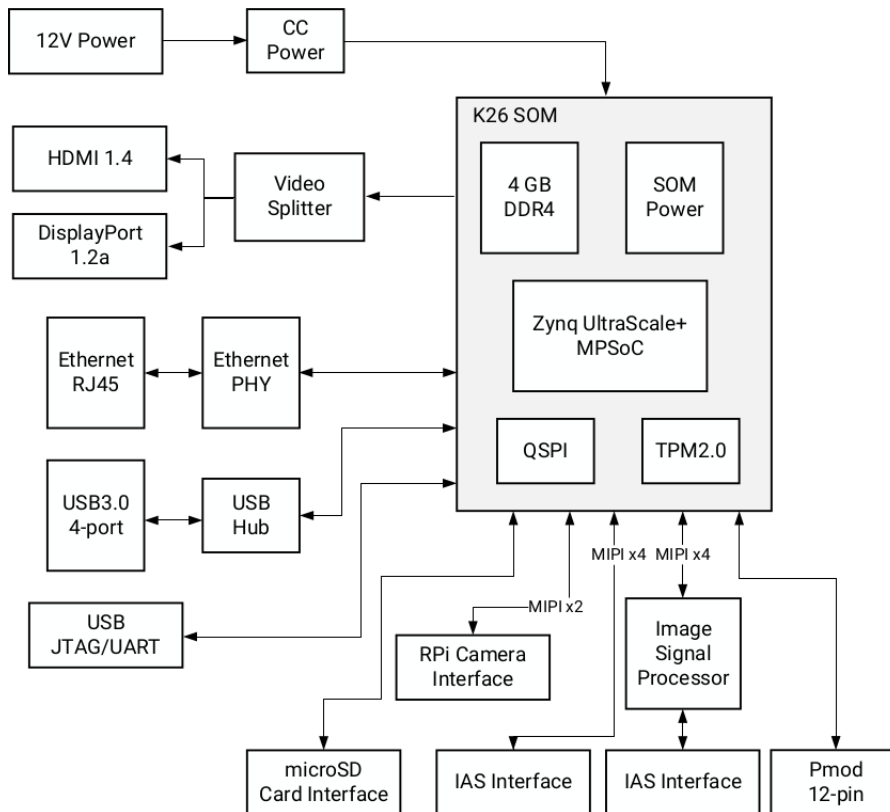 12V Power
CC
Power
K26 SOM
HDMI 1.4
Video
Splitter
4 GB
DDR4
SOM
Power
DisplayPort
1.2a
Zynq UltraScale+
MPSoC
Ethernet
RJ45
Ethernet
PHY
QSPI
TPM2.0
USB3.0
4-port
USB
Hub
MIPI x4
MIPI x4
MIPI x2
USB
JTAG/UART
RPi Camera
Interface
Image
Signal
Processor
microSD
Card Interface
IAS Interface
IAS Interface
Pmod
12-pin